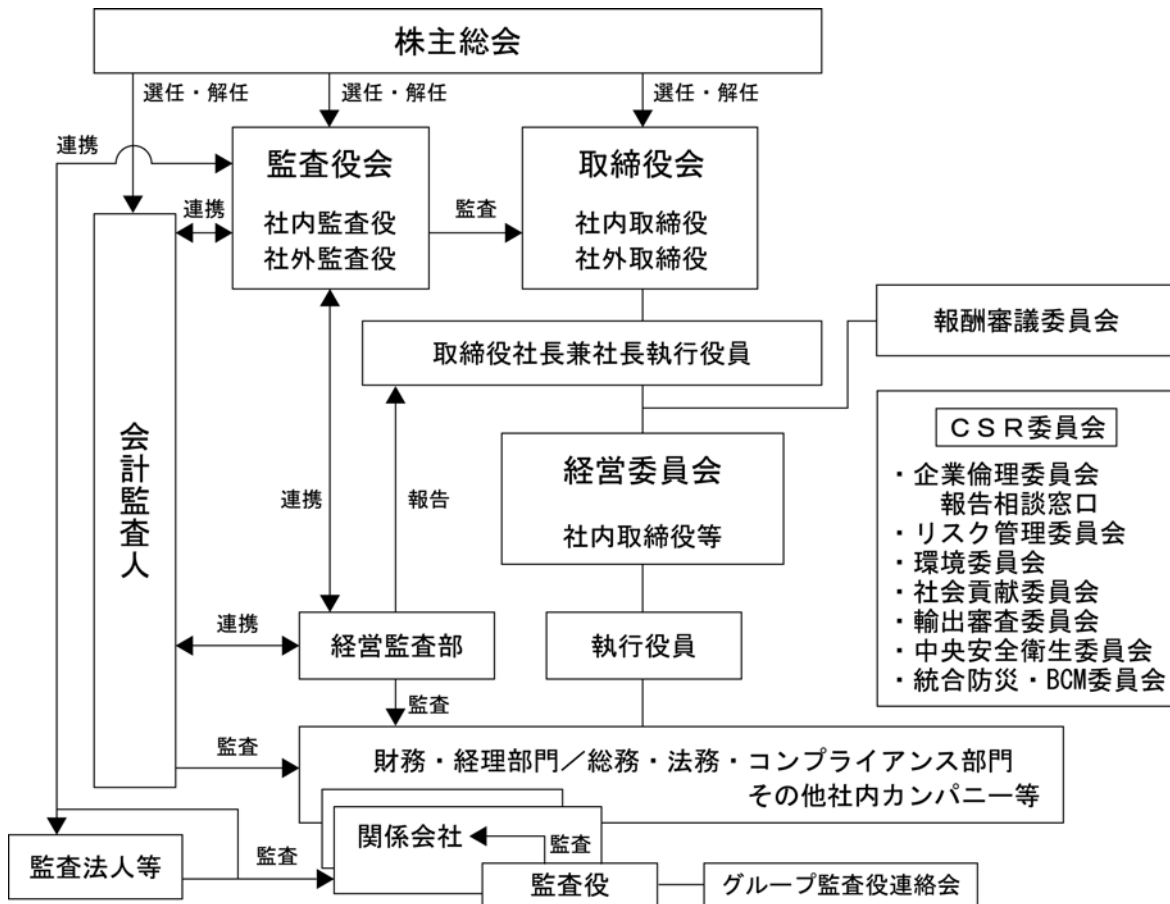 株主総会
選任・解任
選任・解任
選任・解任
連携
監査役会
社内監査役
社外監査役
取締役会
社内取締役
社外取締役
連携
監査
報酬審議委員会
取締役社長兼社長執行役員
会計監査人
CSR委員会
・企業倫理委員会
報告相談窓口
・リスク管理委員会
・環境委員会
・社会貢献委員会
・輸出審査委員会
・中央安全衛生委員会
・統合防災・BCM委員会
経営委員会
社内取締役等
連携
報告
連携
経営監査部
執行役員
監査
監査
財務・経理部門／総務・法務・コンプライアンス部門
その他社内カンパニー等
関係会社
監査
監査法人等
監査
監査役
グループ監査役連絡会